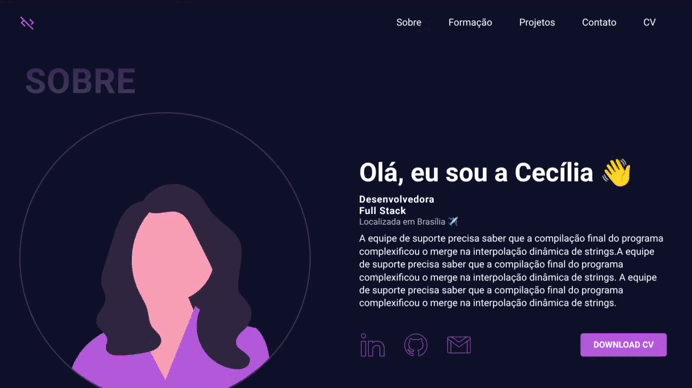 Sobre Formação Projetos Contato CV
SOBRE
Olá, eu sou a Cecília 👋
Desenvolvedora
Full Stack
Localizada em Brasília ✈️
A equipe de suporte precisa saber que a compilação final do programa
complexificou o merge na interpolação dinâmica de strings.A equipe
de suporte precisa saber que a compilação final do programa
complexificou o merge na interpolação dinâmica de strings. A equipe
de suporte precisa saber que a compilação final do programa
complexificou o merge na interpolação dinâmica de strings.
in
DOWNLOAD CV